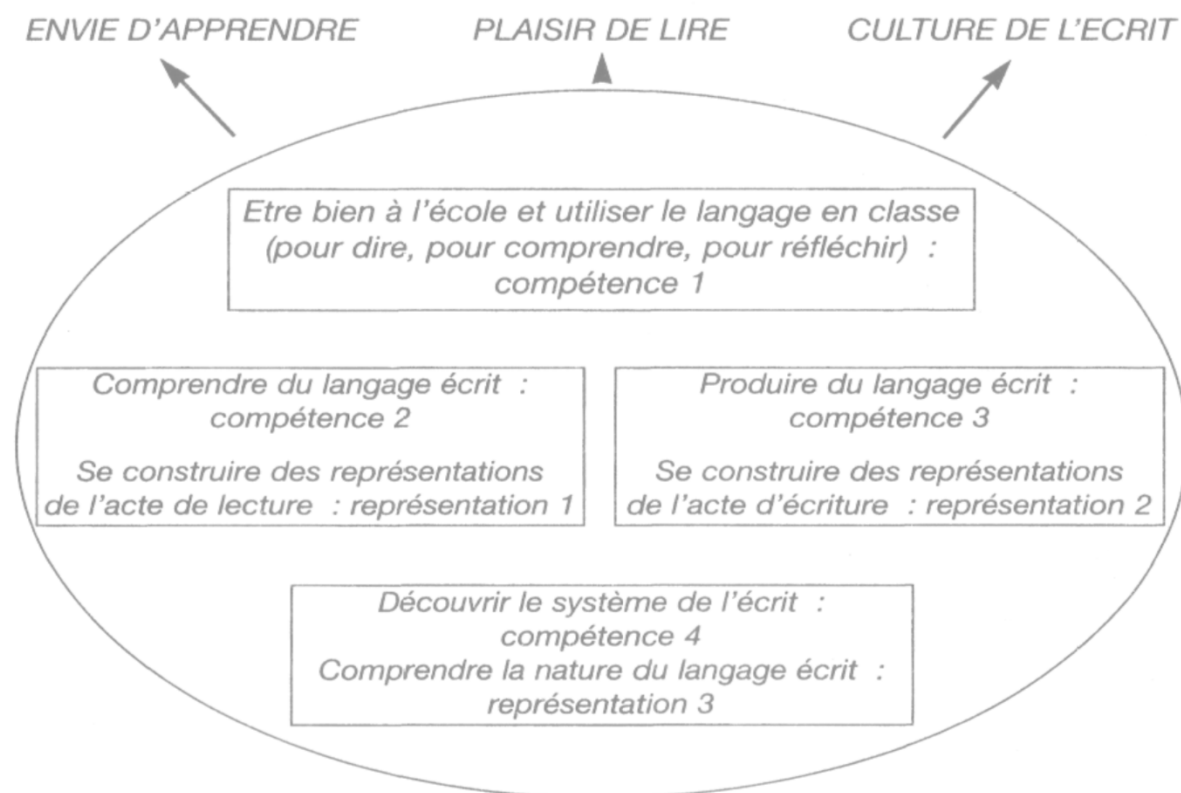 ENVIE D'APPRENDRE
PLAISIR DE LIRE
CULTURE DE L'ECRIT
Etre bien à l'école et utiliser le langage en classe
(pour dire, pour comprendre, pour réfléchir) :
compétence 1
Comprendre du langage écrit :
compétence 2
Se construire des représentations
de l'acte de lecture : représentation 1
Produire du langage écrit :
compétence 3
Se construire des représentations
de l'acte d'écriture : représentation 2
Découvrir le système de l'écrit :
compétence 4
Comprendre la nature du langage écrit :
représentation 3